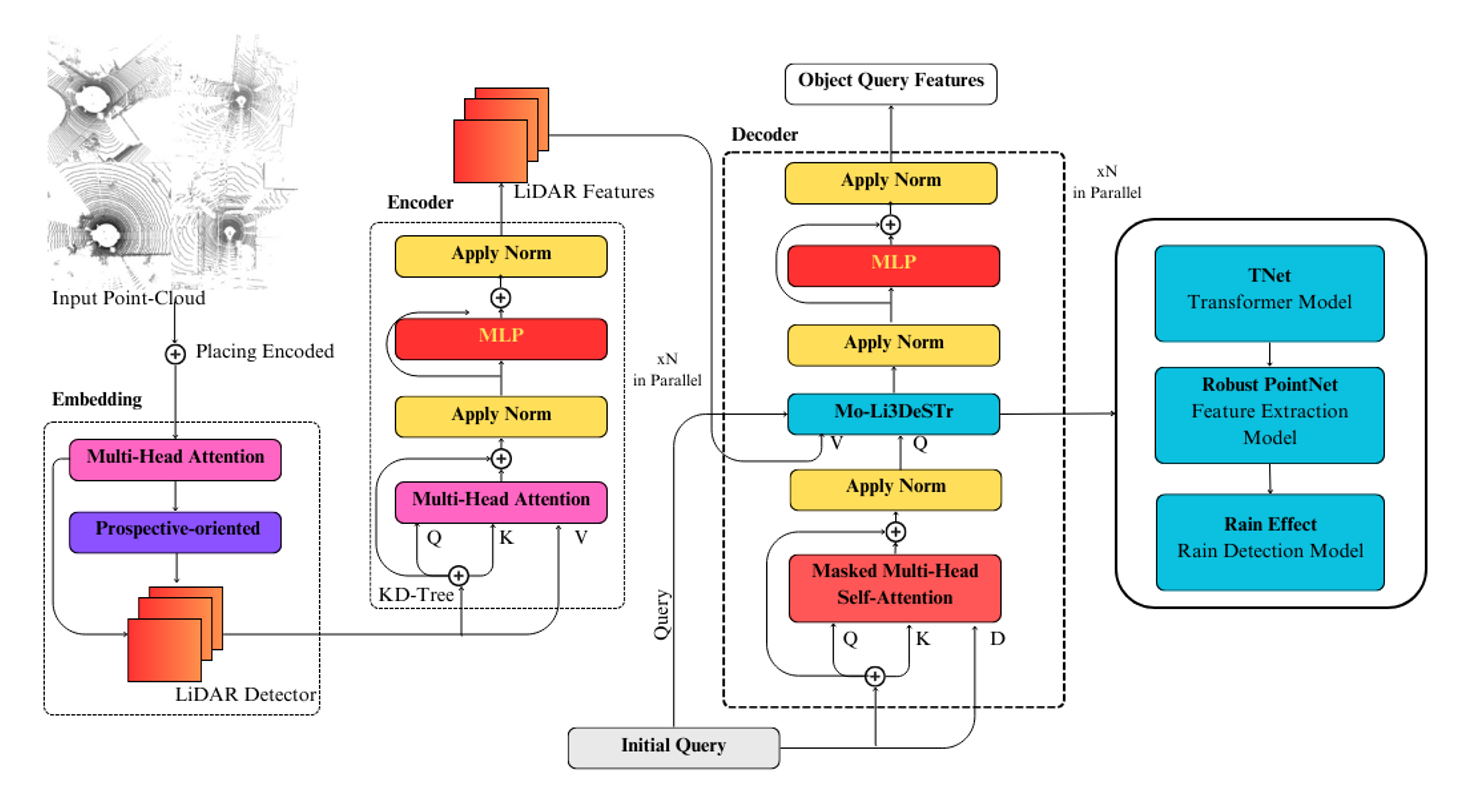 Input Point-Cloud
Placing Encoded
Embedding
Multi-Head Attention
Prospective-oriented
LiDAR Detector
LiDAR Features
Encoder
Apply Norm
MLP
Apply Norm
Multi-Head Attention
Q
K
V
KD-Tree
xN
in Parallel
Object Query Features
Decoder
Apply Norm
MLP
Apply Norm
Mo-Li3DeSTr
V
Q
Apply Norm
Masked Multi-Head
Self-Attention
Q
K
D
Query
Initial Query
xN
in Parallel
TNet
Transformer Model
Robust PointNet
Feature Extraction
Model
Rain Effect
Rain Detection Model